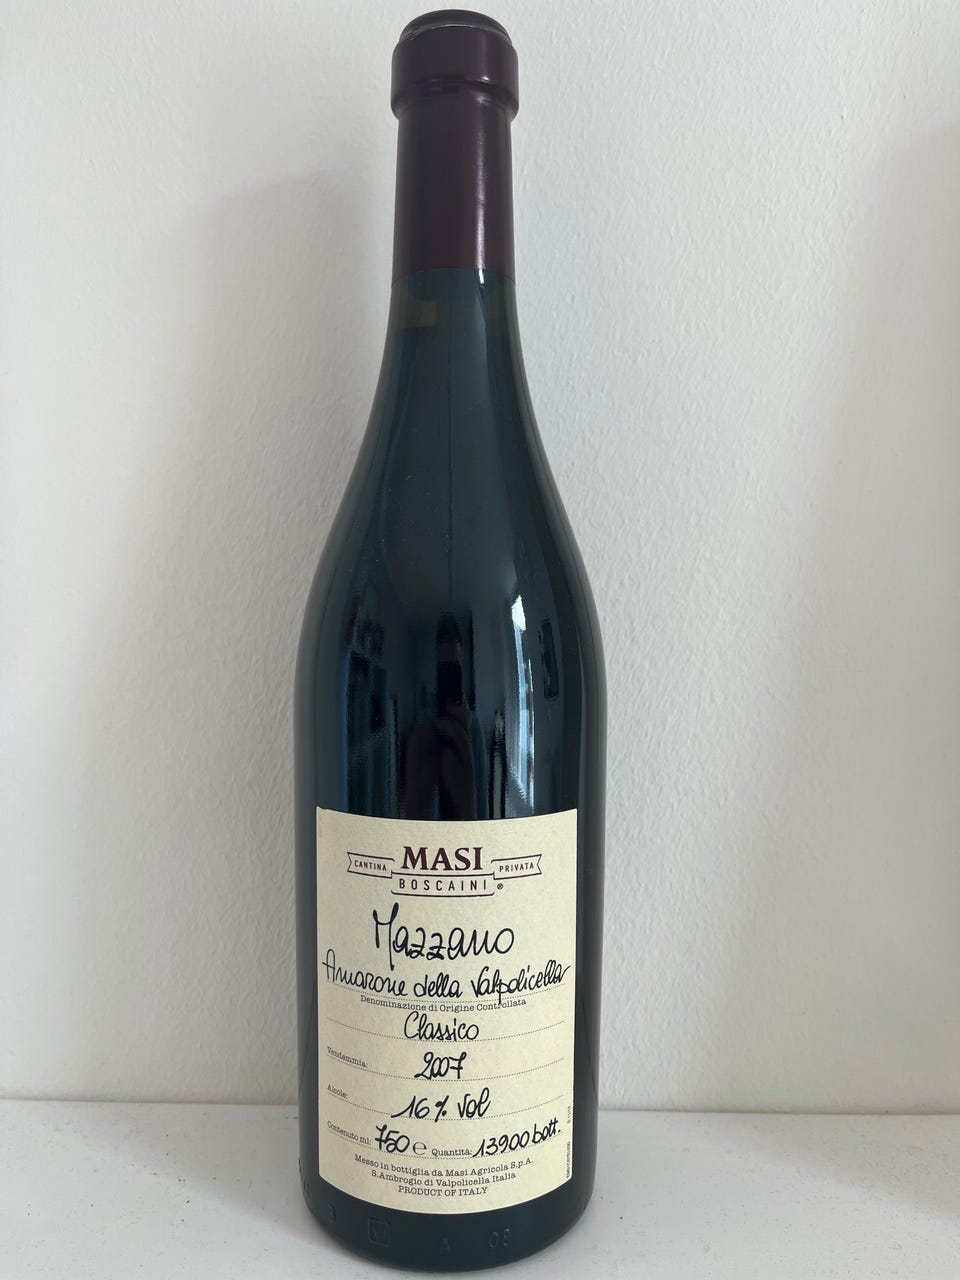 CANTINA MASI PRIVATA
BOSCAINI ®
Mazzano
Amarone della Valpolicella
Denominazione di Origine Controllata
Classico
Vendemmia: 2007
Alcole: 16% vol
Contenuto ml: 750 e Quantità: 13900 bott.
Messo in bottiglia da Masi Agricola S.p.A.
S.Ambrogio di Valpolicella Italia
PRODUCT OF ITALY
A 08